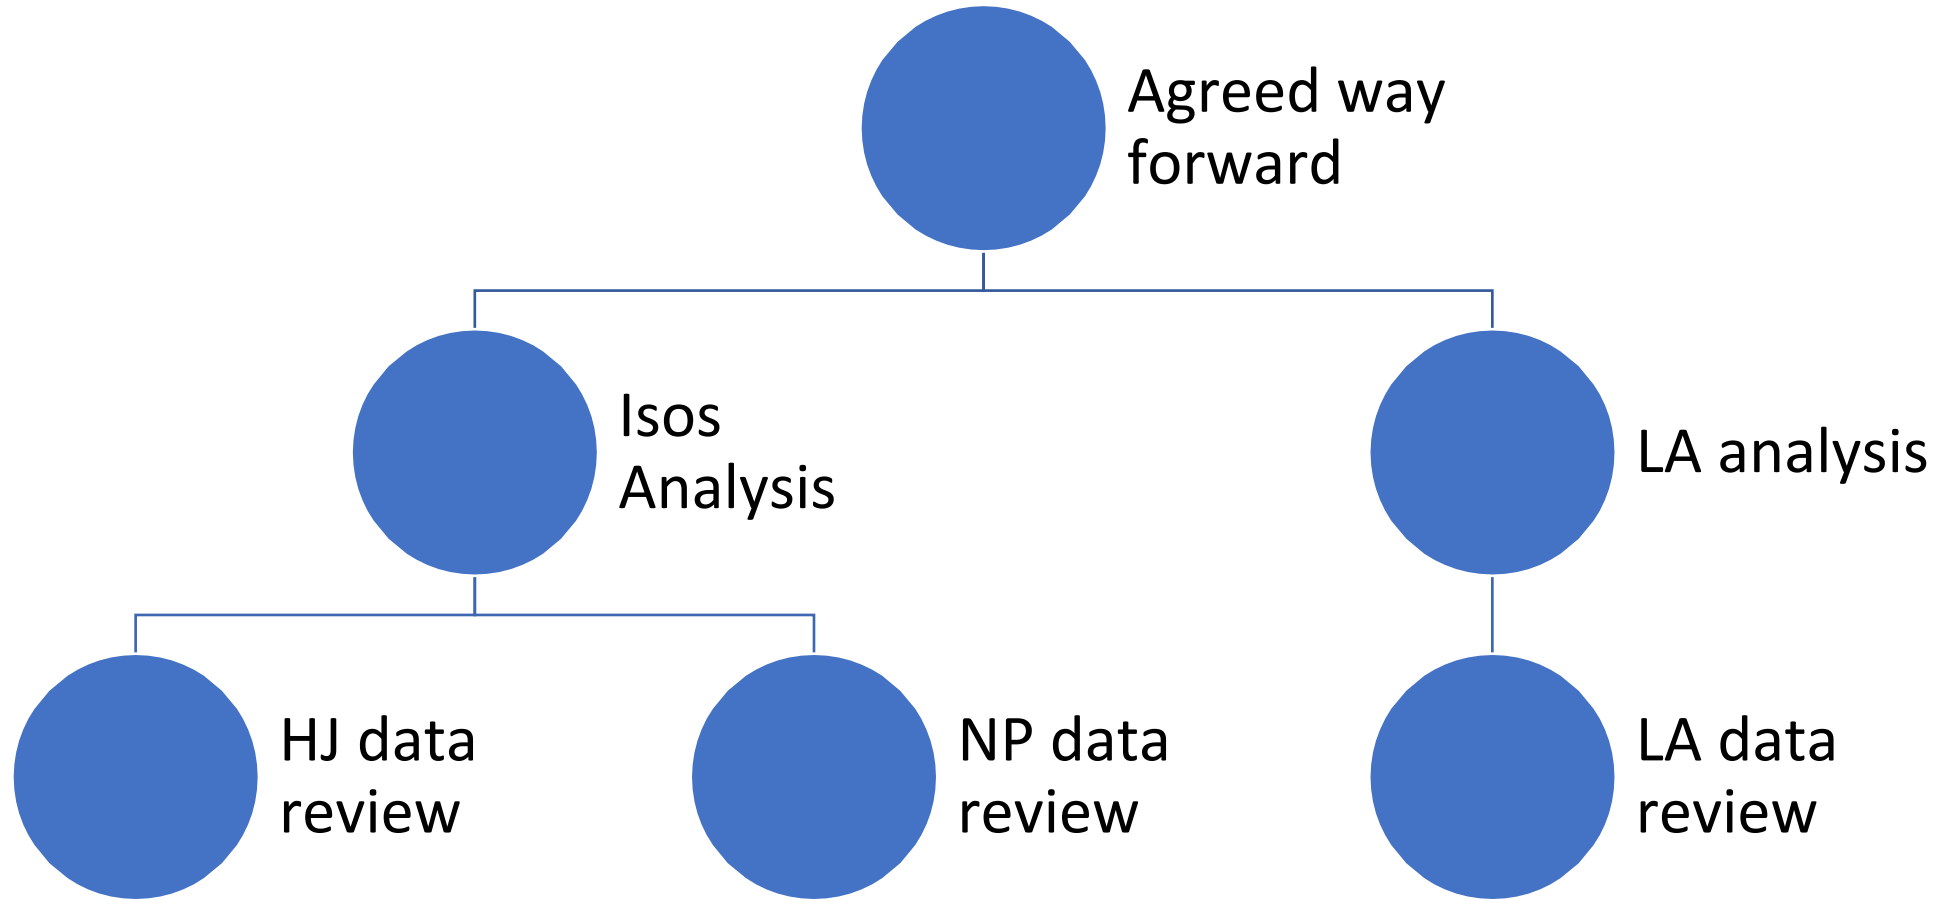 Agreed way
forward
Isos
Analysis
LA analysis
HJ data
review
NP data
review
LA data
review